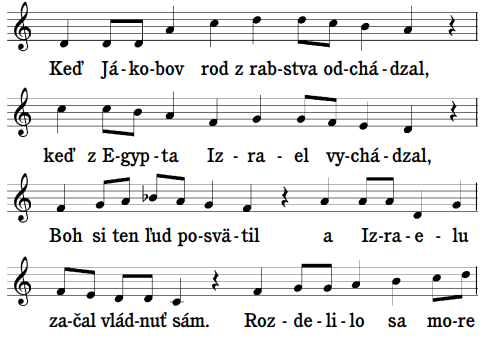 Keď Já-ko-bov rod z rab-stva od-chá-dzal,
keď z E-gyp-ta Iz-ra-el vy-chá-dzal,
Boh si ten ľud po-svä-til a Iz-ra-e-lu
za-čal vlád-nuť sám. Roz-de-li-lo sa mo-re